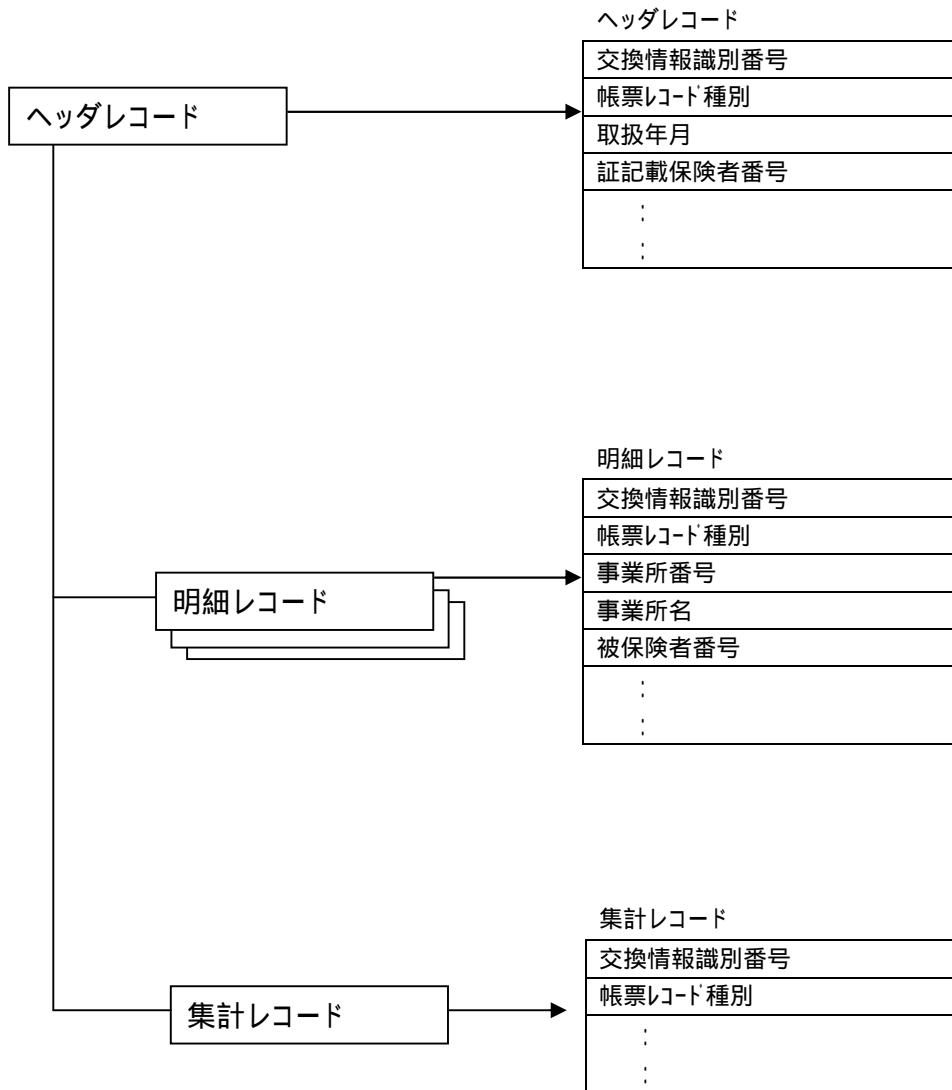 ヘッダレコード
ヘッダレコード
交換情報識別番号
帳票ﾚｺｰﾄﾞ種別
取扱年月
証記載保険者番号
:
:
明細レコード
明細レコード
交換情報識別番号
帳票ﾚｺｰﾄﾞ種別
事業所番号
事業所名
被保険者番号
:
:
集計レコード
集計レコード
交換情報識別番号
帳票ﾚｺｰﾄﾞ種別
:
: